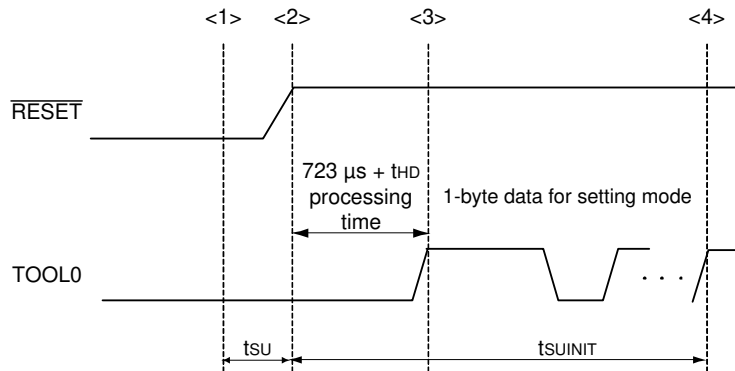 <1> <2> <3> <4>
RESET
723 μs + tHD
processing
time
1-byte data for setting mode
TOOL0
. . .
tSU
tSUINIT